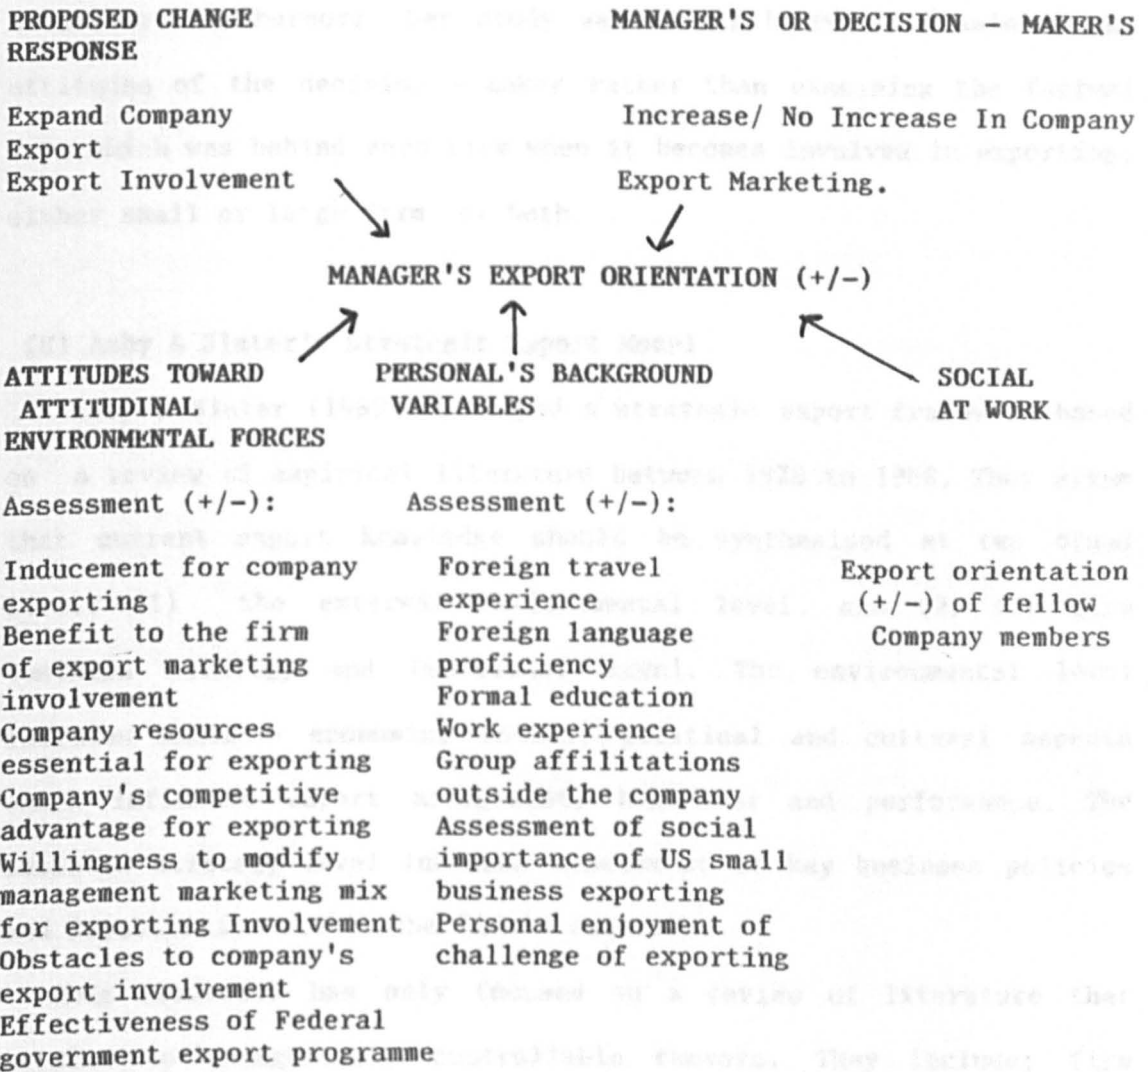 PROPOSED CHANGE MANAGER'S OR DECISION - MAKER'S
RESPONSE
Expand Company Increase/ No Increase In Company
Export
Export Involvement Export Marketing.
MANAGER'S EXPORT ORIENTATION (+/-)
ATTITUDES TOWARD PERSONAL'S BACKGROUND SOCIAL
ATTITUDINAL VARIABLES AT WORK
ENVIRONMENTAL FORCES
Assessment (+/-): Assessment (+/-):
Inducement for company Foreign travel Export orientation
exporting experience (+/-) of fellow
Benefit to the firm Foreign language Company members
of export marketing proficiency
involvement Formal education
Company resources Work experience
essential for exporting Group affilitations
Company's competitive outside the company
advantage for exporting Assessment of social
Willingness to modify importance of US small
management marketing mix business exporting
for exporting Involvement Personal enjoyment of
Obstacles to company's challenge of exporting
export involvement
Effectiveness of Federal
government export programme